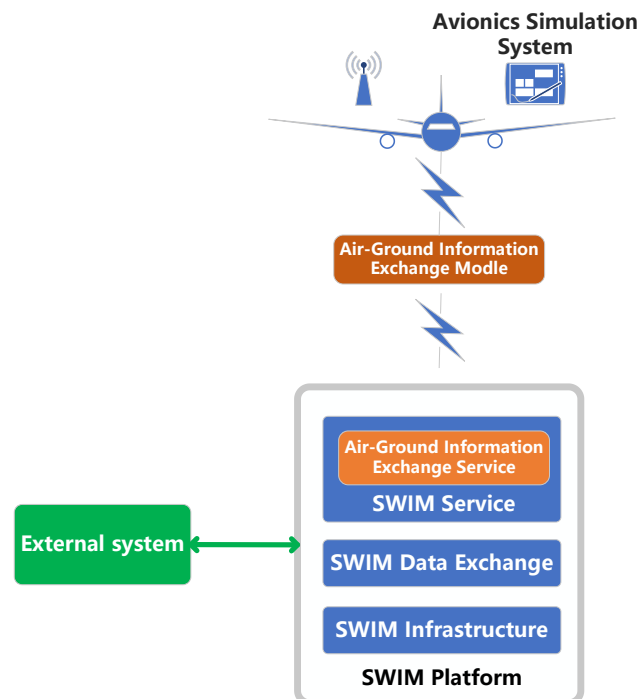 Avionics Simulation
System
Air-Ground Information
Exchange Modle
Air-Ground Information
Exchange Service
SWIM Service
External system
SWIM Data Exchange
SWIM Infrastructure
SWIM Platform